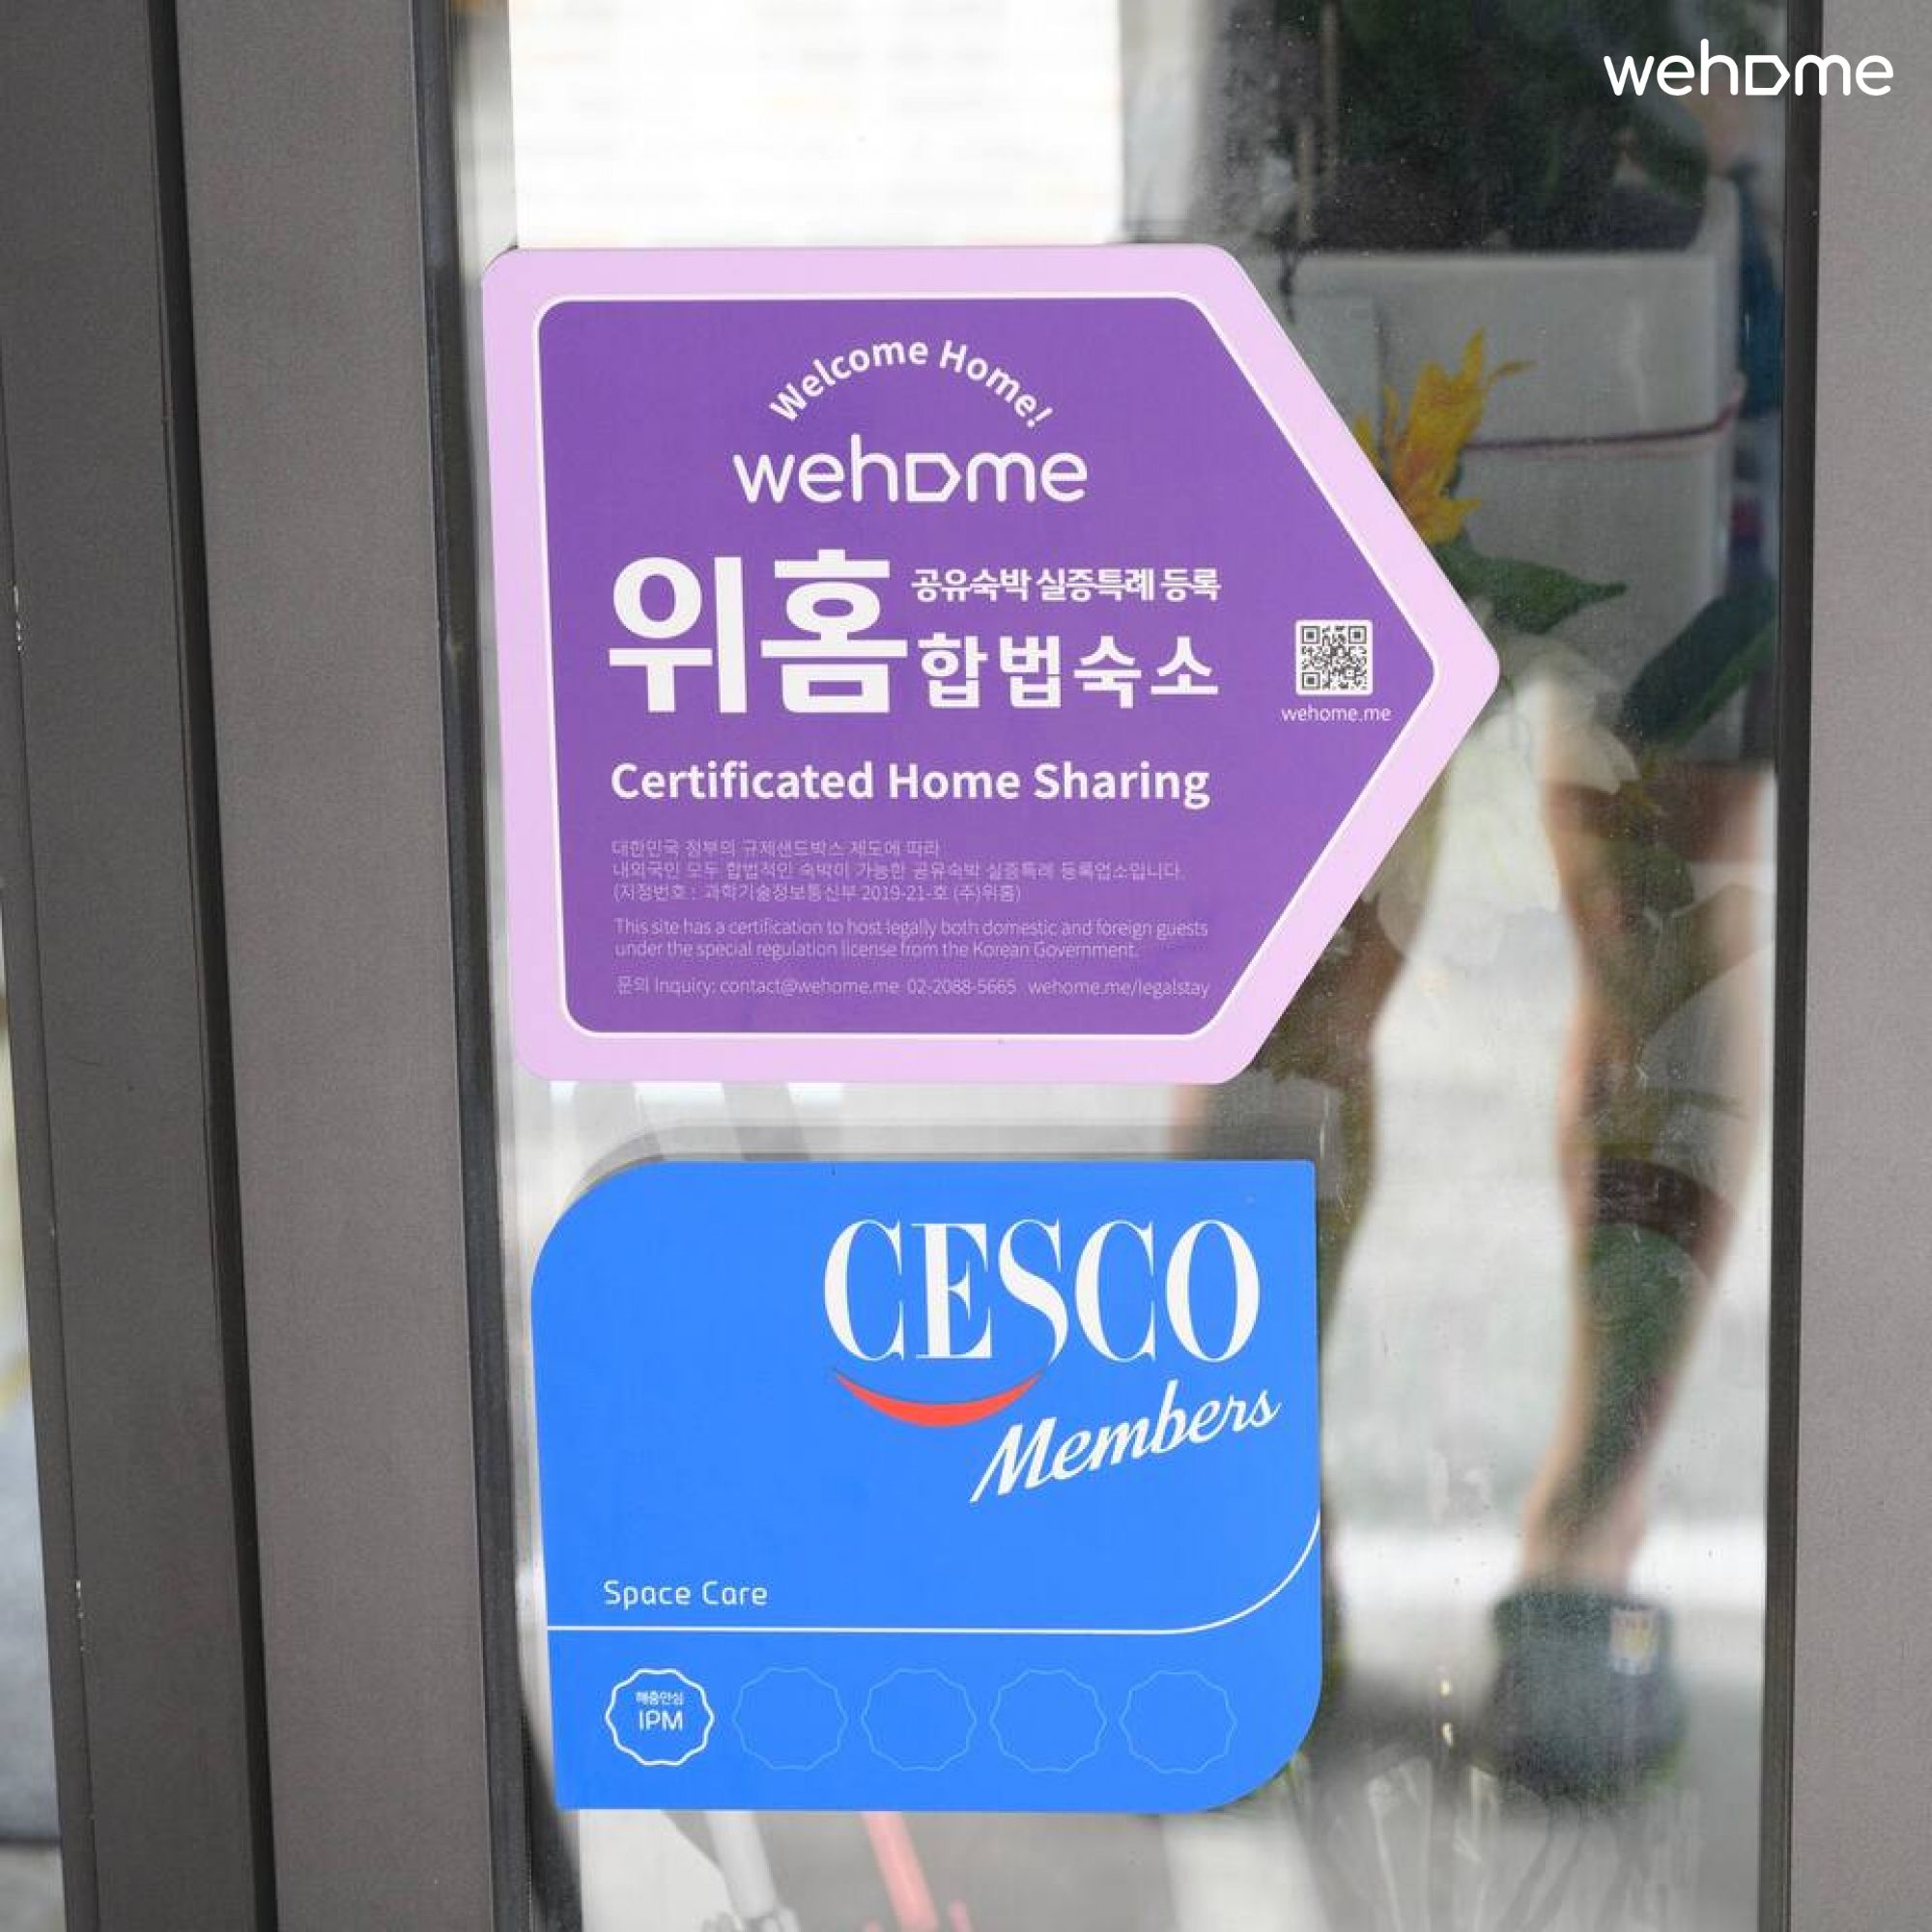 wehome
Welcome Home!
wehome
위홈 공유숙박 실증특례 등록
합법숙소
wehome.me
Certificated Home Sharing
대한민국 정부의 규제샌드박스 제도에 따라
내외국인 모두 합법적인 숙박이 가능한 공유숙박 실증특례 등록업소입니다.
(지정번호 : 과학기술정보통신부 2019-21-호 (주)위홈)
This site has a certification to host legally both domestic and foreign guests
under the special regulation license from the Korean Government.
문의 Inquiry: contact@wehome.me 02-2088-5665 wehome.me/legalstay
CESCO
Members
Space Care
해충안심
IPM